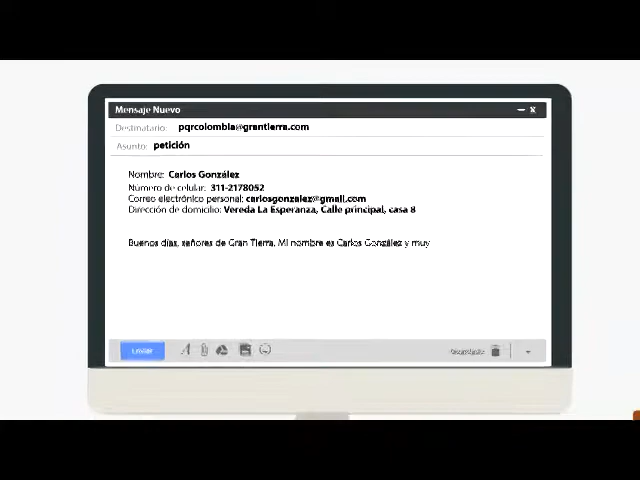 Mensaje Nuevo
Destinatario: pqrcolombia@grantierra.com
Asunto: petición
Nombre: Carlos González
Número de celular: 311-2178052
Correo electrónico personal: carlosgonzalez@gmail.com
Dirección de domicilio: Vereda La Esperanza, Calle principal, casa 8
Buenos días, señores de Gran Tierra. Mi nombre es Carlos González y muy
Enviar